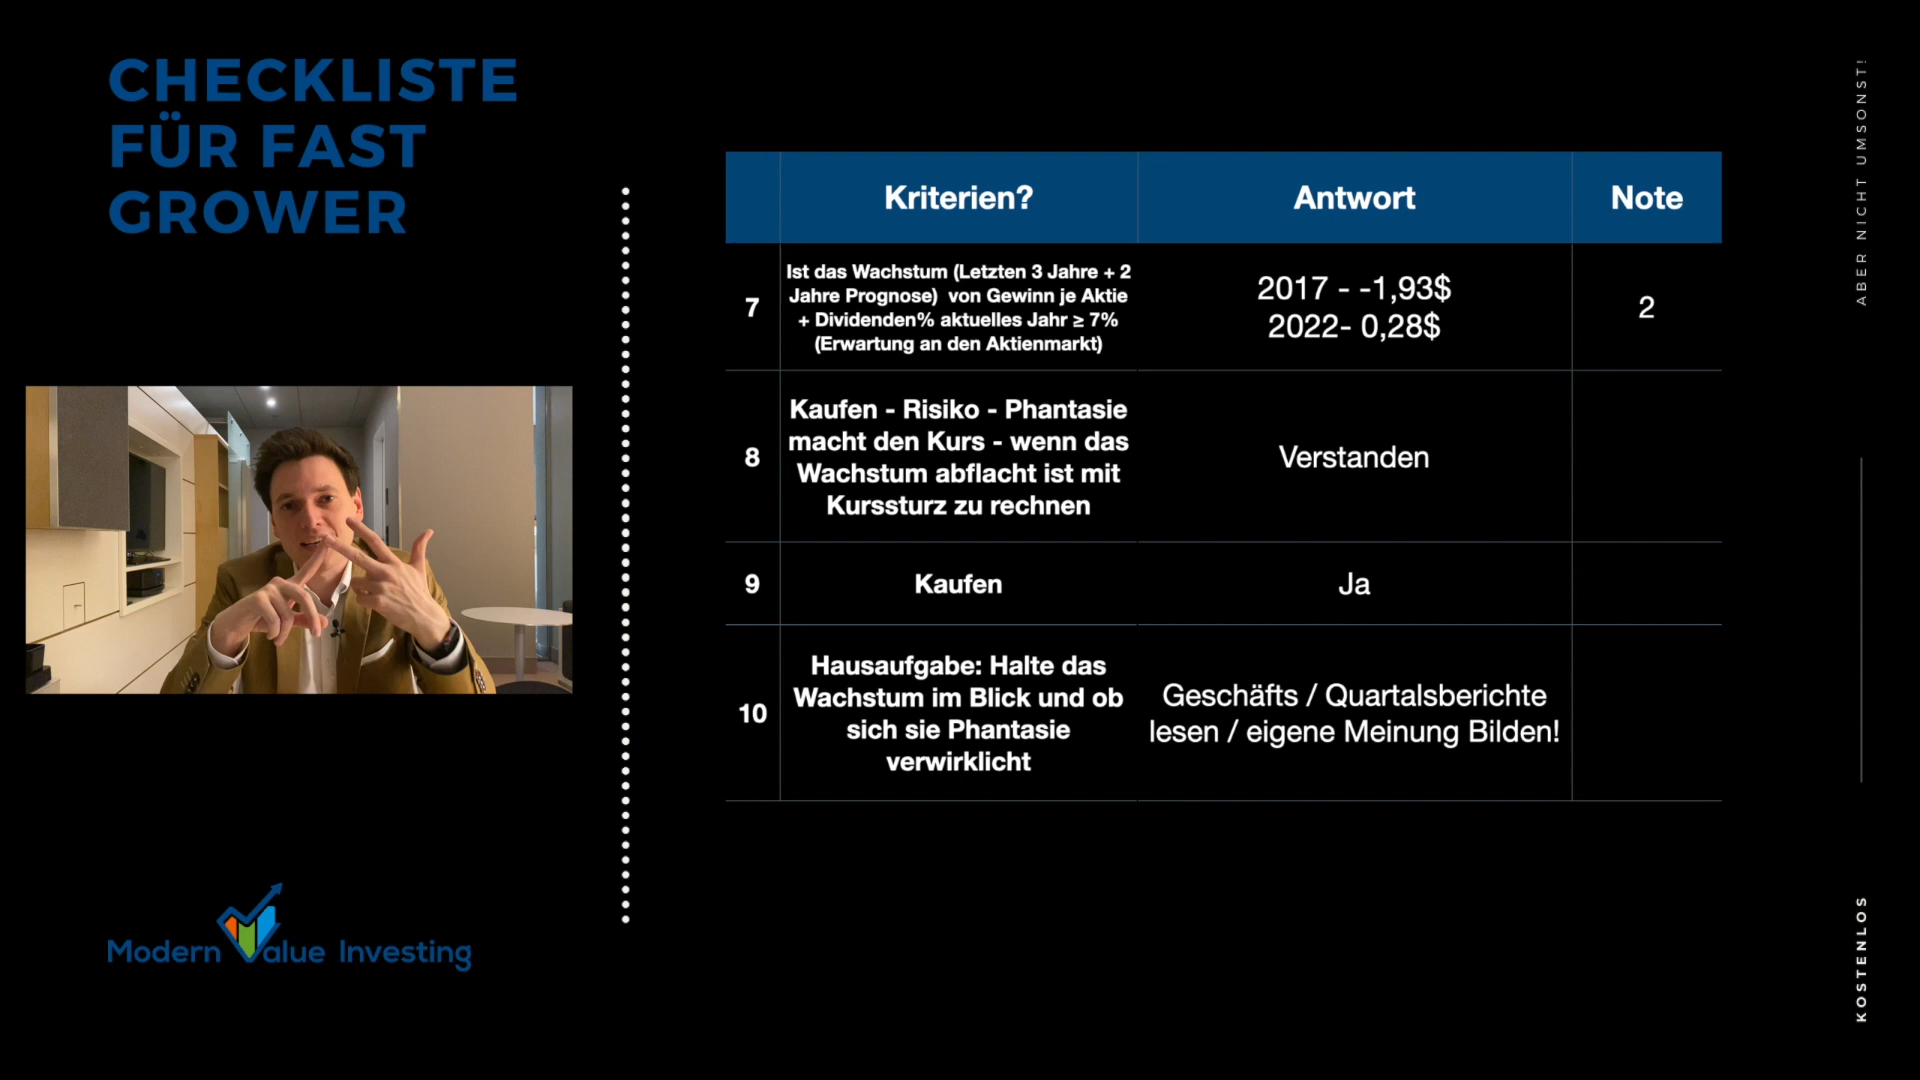 CHECKLISTE
FÜR FAST
GROWER
Kriterien?
Antwort
Note
7
Ist das Wachstum (Letzten 3 Jahre + 2
Jahre Prognose) von Gewinn je Aktie
+ Dividenden% aktuelles Jahr ≥ 7%
(Erwartung an den Aktienmarkt)
2017 - -1,93$
2022- 0,28$
2
8
Kaufen - Risiko - Phantasie
macht den Kurs - wenn das
Wachstum abflacht ist mit
Kurssturz zu rechnen
Verstanden
9
Kaufen
Ja
10
Hausaufgabe: Halte das
Wachstum im Blick und ob
sich sie Phantasie
verwirklicht
Geschäfts / Quartalsberichte
lesen / eigene Meinung Bilden!
Modern Value Investing
ABER NICHT UMSONST!
KOSTENLOS